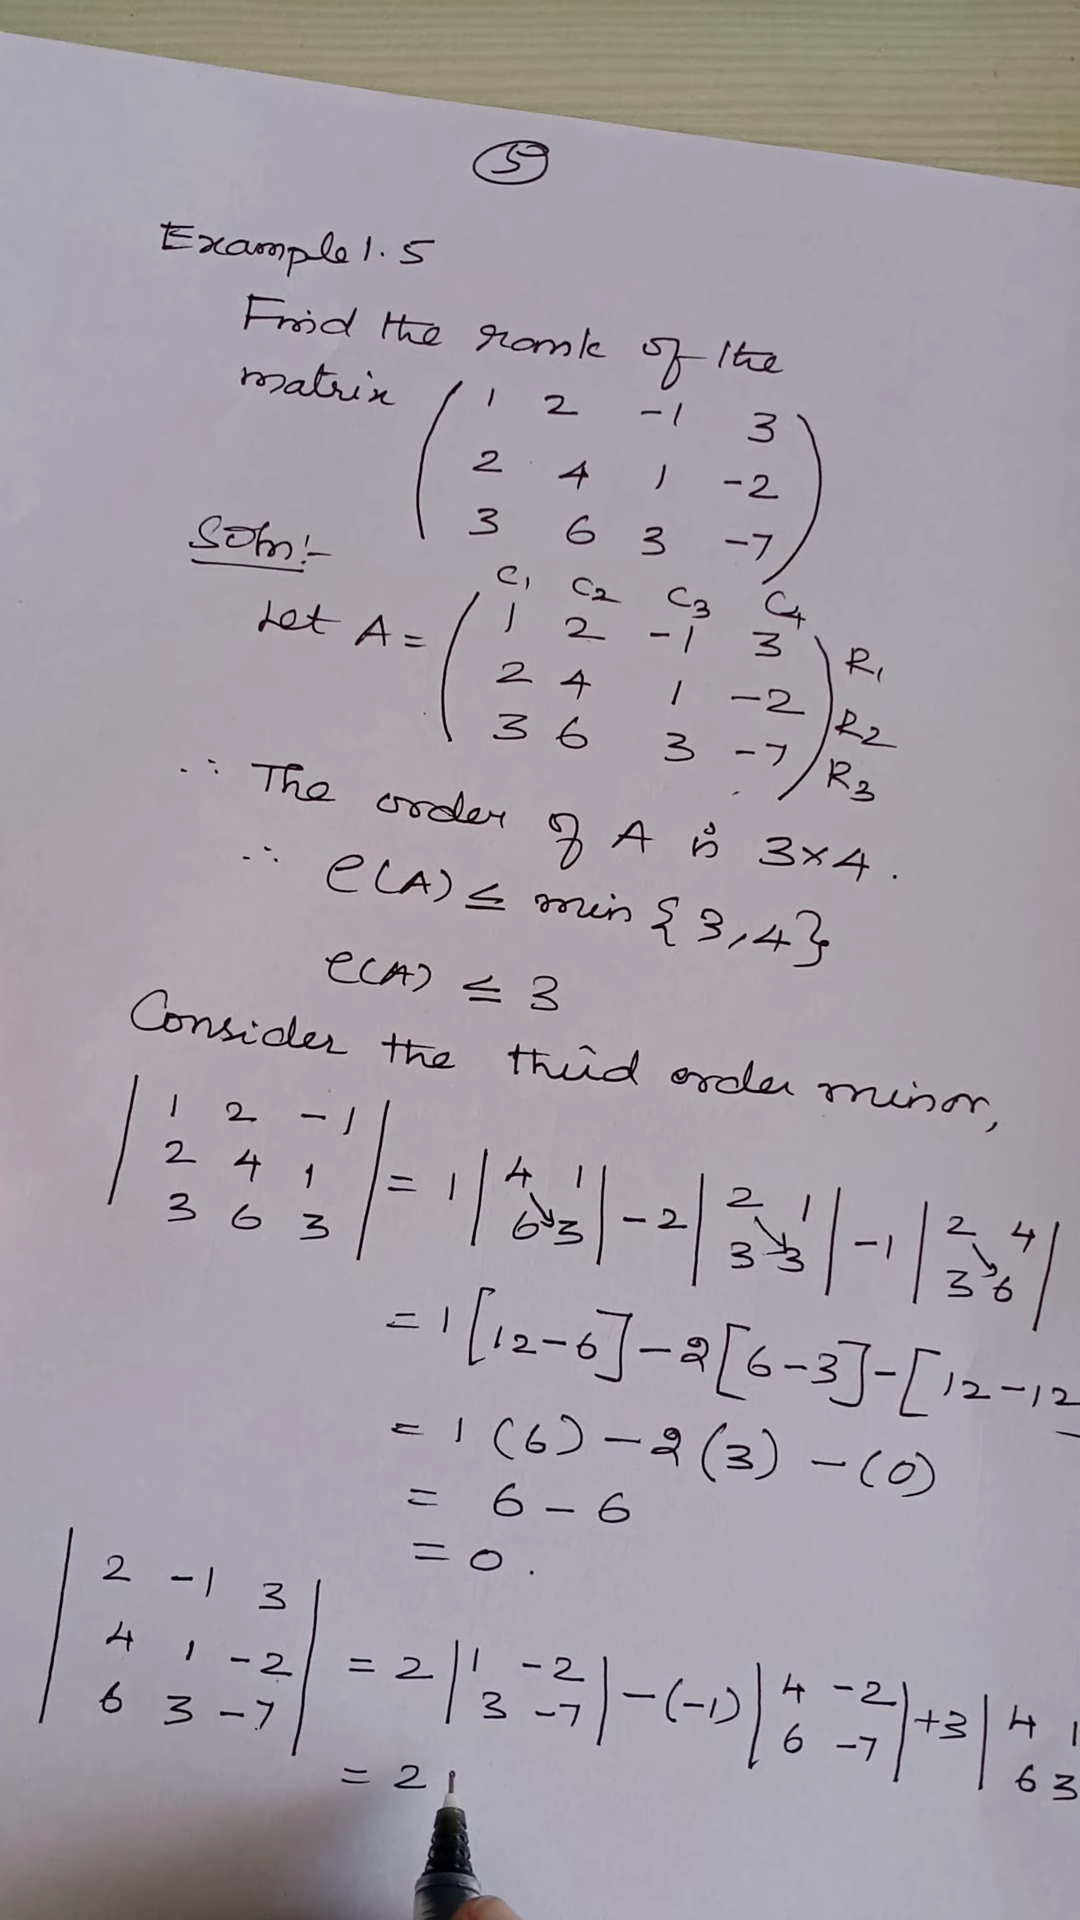 5
Example 1.5
Find the rank of the
matrix ( 1 2 -1 3
2 4 1 -2
3 6 3 -7 )
Soln:-
C1 C2 C3 C4
Let A = ( 1 2 -1 3 R1
2 4 1 -2 R2
3 6 3 -7 ) R3
∴ The order of A is 3×4.
∴ ρ(A) ≤ min {3,4}
ρ(A) ≤ 3
Consider the third order minor,
| 1 2 -1
2 4 1
3 6 3 | = 1 | 4 1
6 3 | - 2 | 2 1
3 3 | - 1 | 2 4
3 6 |
= 1 [12-6] - 2 [6-3] - [12-12
= 1 (6) - 2 (3) - (0)
= 6 - 6
= 0.
| 2 -1 3
4 1 -2
6 3 -7 | = 2 | 1 -2
3 -7 | - (-1) | 4 -2
6 -7 | + 3 | 4 1
6 3
= 2